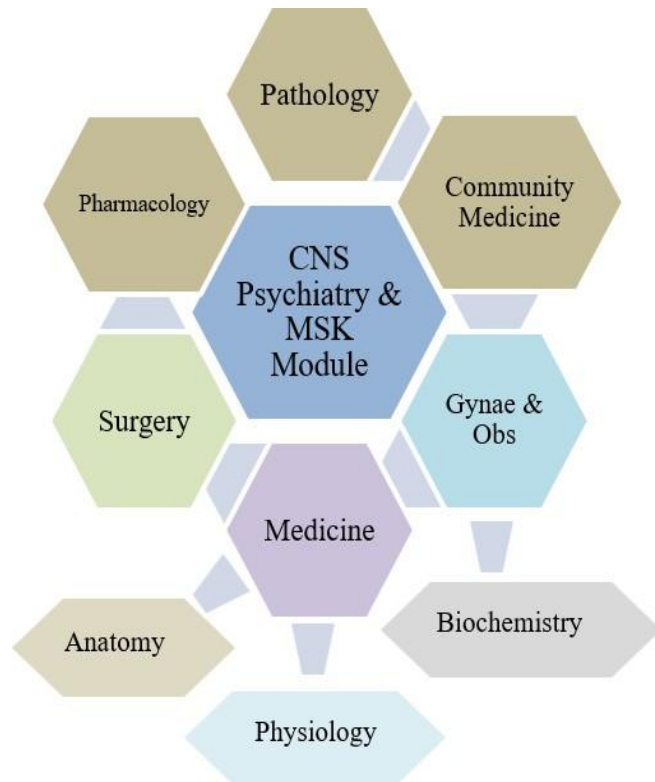 Pathology
Pharmacology
Community
Medicine
CNS
Psychiatry &
MSK
Module
Surgery
Gynae &
Obs
Medicine
Anatomy
Biochemistry
Physiology